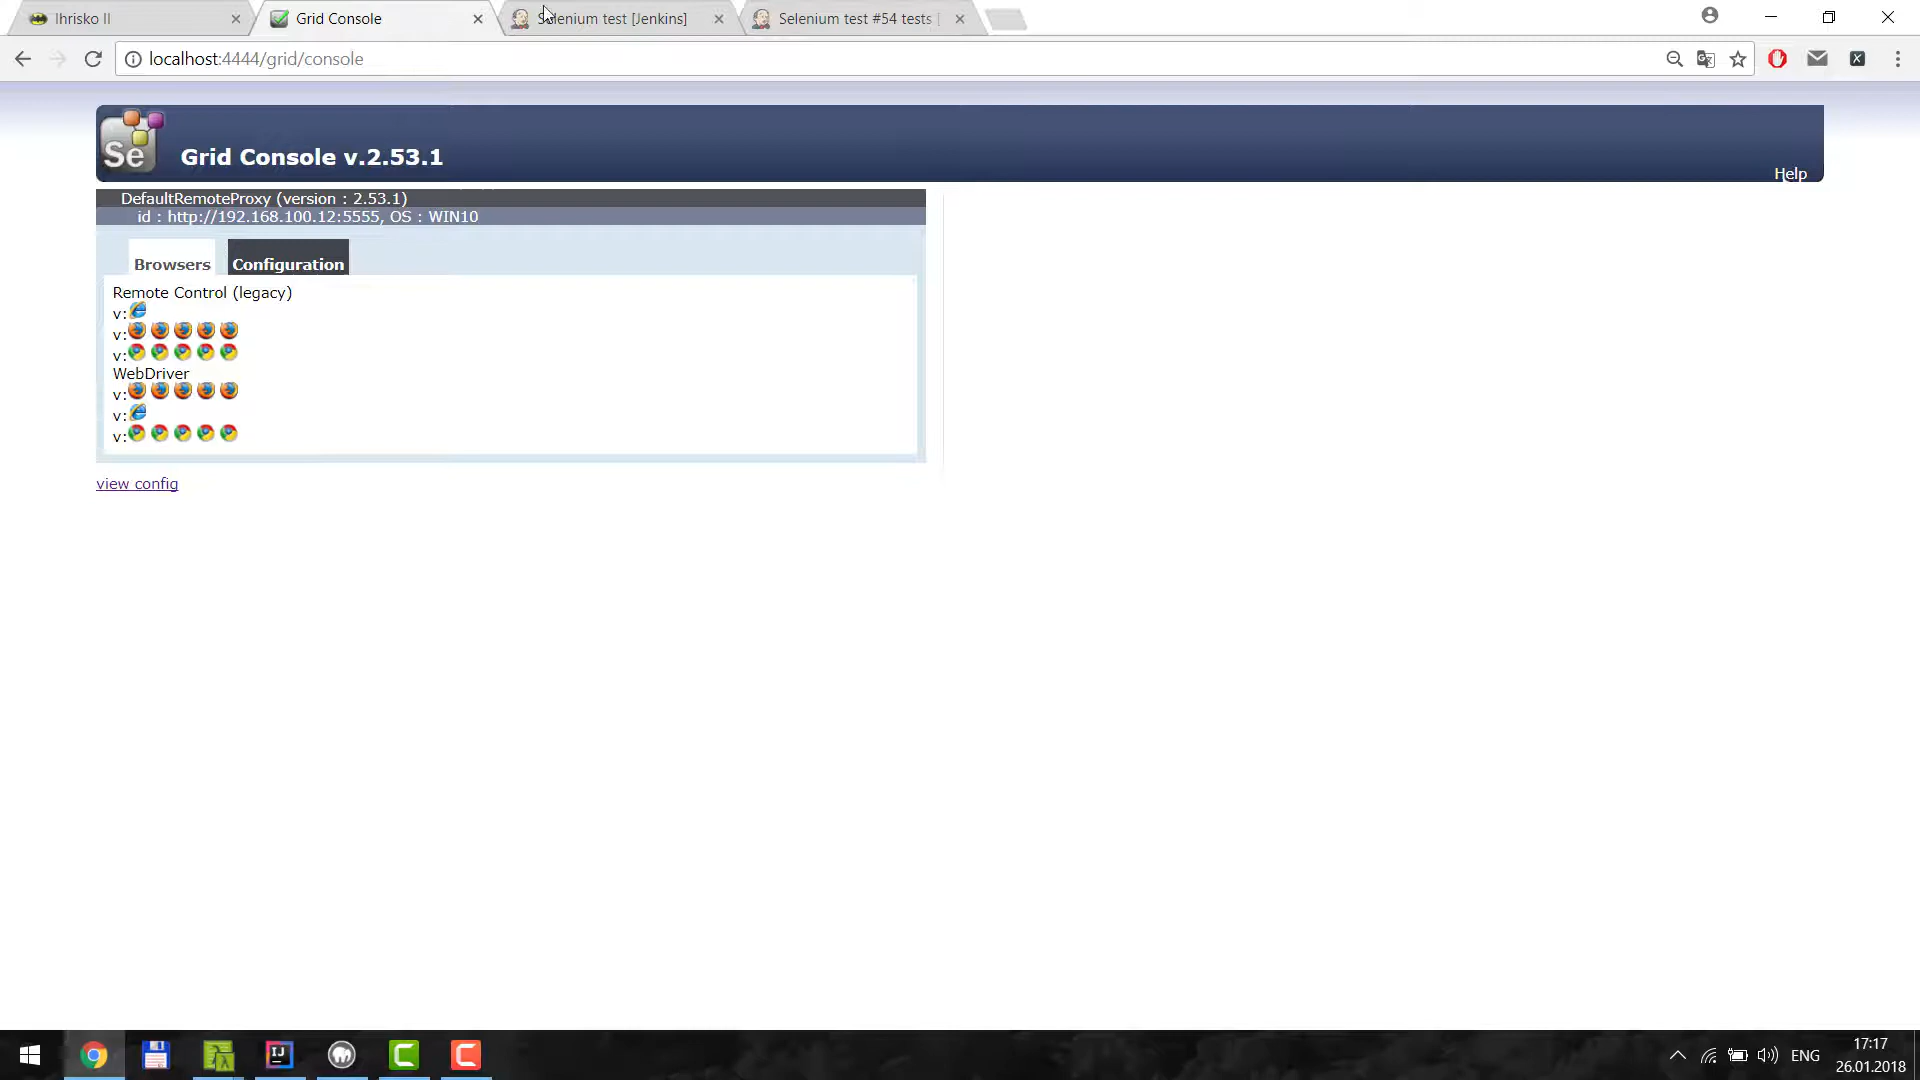 Ihrisko II
Grid Console
Selenium test [Jenkins]
Selenium test #54 tests [
localhost:4444/grid/console
Se
Grid Console v.2.53.1
Help
DefaultRemoteProxy (version : 2.53.1)
id : http://192.168.100.12:5555, OS : WIN10
Browsers
Configuration
Remote Control (legacy)
v:
v:
v:
WebDriver
v:
v:
v:
view config
ENG
17:17
26.01.2018